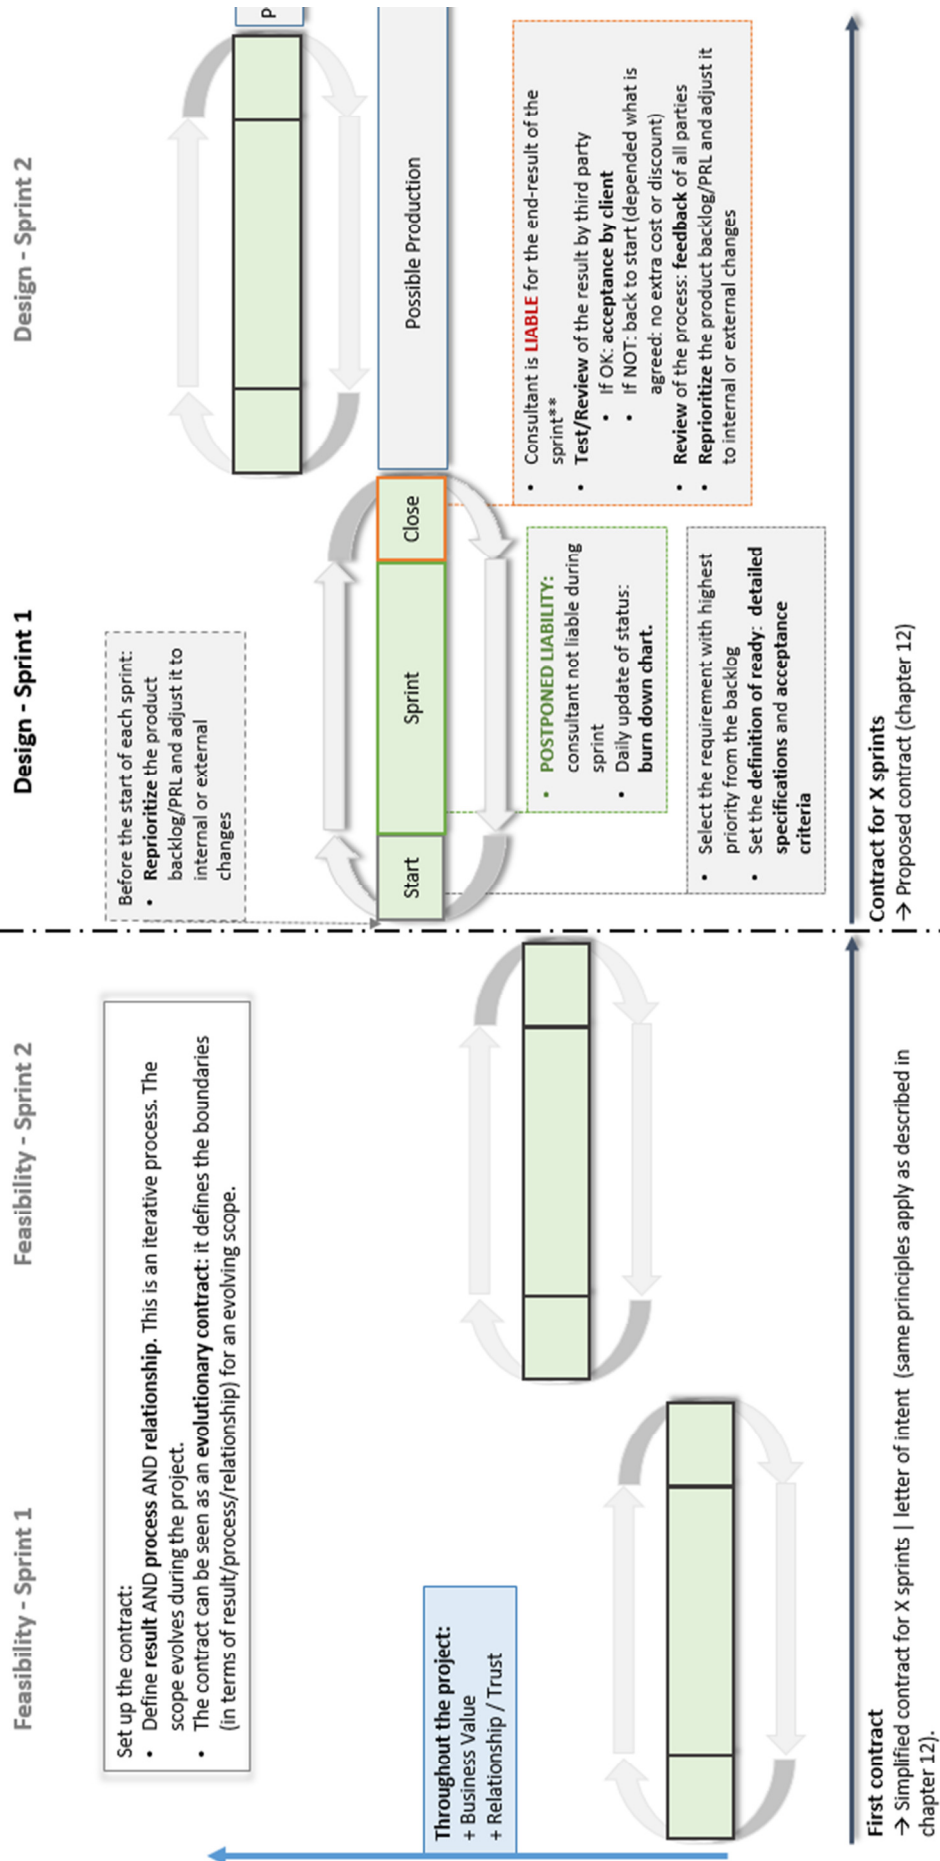 Feasibility - Sprint 1
Feasibility - Sprint 2
Design - Sprint 1
Design - Sprint 2
Set up the contract:
• Define result AND process AND relationship. This is an iterative process. The
scope evolves during the project.
• The contract can be seen as an evolutionary contract: it defines the boundaries
(in terms of result/process/relationship) for an evolving scope.
Before the start of each sprint:
• Reprioritize the product
backlog/PRL and adjust it to
internal or external
changes
P
Start
Sprint
Close
Possible Production
Throughout the project:
+ Business Value
+ Relationship / Trust
• POSTPONED LIABILITY:
consultant not liable during
sprint
• Daily update of status:
burn down chart.
• Consultant is LIABLE for the end-result of the
sprint**
• Test/Review of the result by third party
• If OK: acceptance by client
• If NOT: back to start (depended what is
agreed: no extra cost or discount)
• Review of the process: feedback of all parties
• Reprioritize the product backlog/PRL and adjust it
to internal or external changes
• Select the requirement with highest
priority from the backlog
• Set the definition of ready: detailed
specifications and acceptance
criteria
First contract
→ Simplified contract for X sprints | letter of intent (same principles apply as described in
chapter 12).
Contract for X sprints
→ Proposed contract (chapter 12)